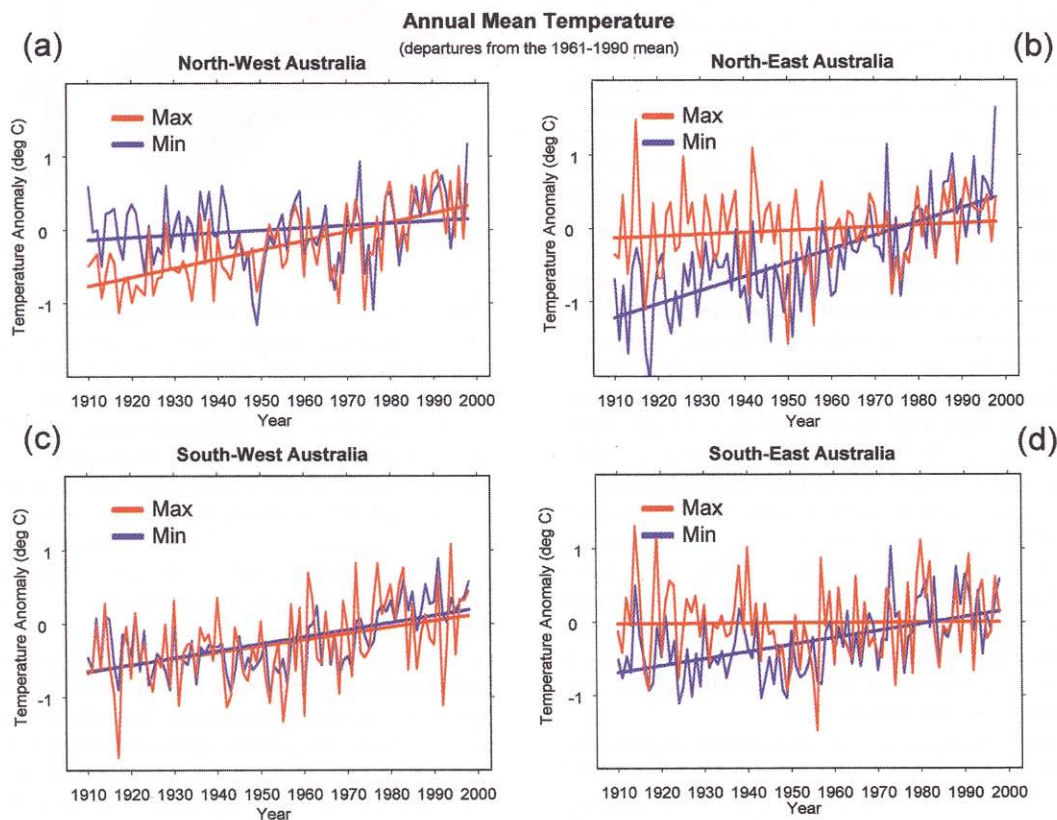 Annual Mean Temperature
(departures from the 1961-1990 mean)
(a)
North-West Australia
Max
Min
Temperature Anomaly (deg C)
1
0
-1
1910 1920 1930 1940 1950 1960 1970 1980 1990 2000
Year
(b)
North-East Australia
Max
Min
Temperature Anomaly (deg C)
1
0
-1
1910 1920 1930 1940 1950 1960 1970 1980 1990 2000
Year
(c)
South-West Australia
Max
Min
Temperature Anomaly (deg C)
1
0
-1
1910 1920 1930 1940 1950 1960 1970 1980 1990 2000
Year
(d)
South-East Australia
Max
Min
Temperature Anomaly (deg C)
1
0
-1
1910 1920 1930 1940 1950 1960 1970 1980 1990 2000
Year